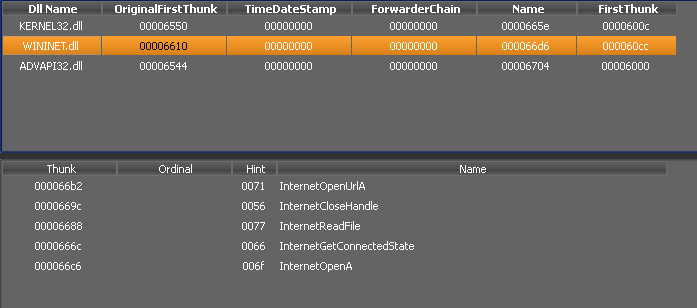 Dll Name OriginalFirstThunk TimeDateStamp ForwarderChain Name FirstThunk
KERNEL32.dll 00006550 00000000 00000000 0000665e 0000600c
WININET.dll 00006610 00000000 00000000 000066d6 000060cc
ADVAPI32.dll 00006544 00000000 00000000 00006704 00006000
Thunk Ordinal Hint Name
000066b2 0071 InternetOpenUrlA
0000669c 0056 InternetCloseHandle
00006688 0077 InternetReadFile
0000666c 0066 InternetGetConnectedState
000066c6 006f InternetOpenA